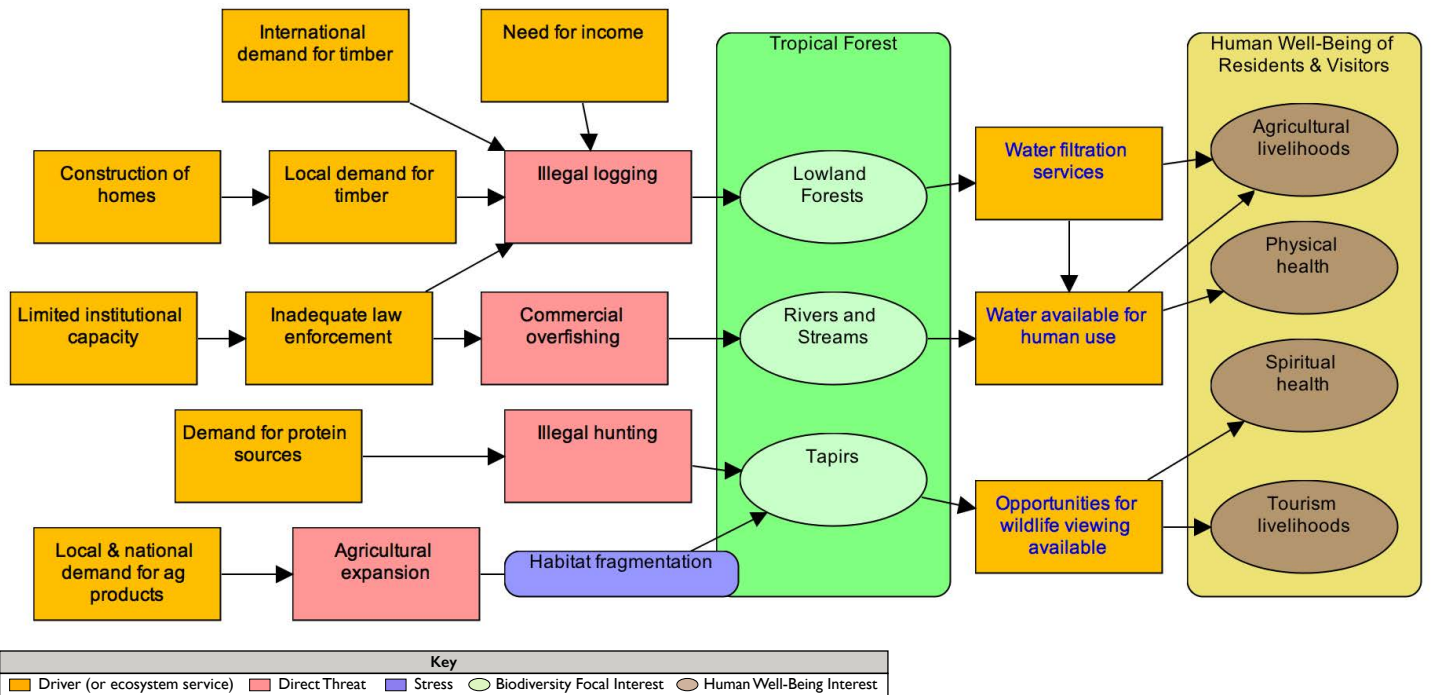 International
demand for timber
Need for income
Tropical Forest
Human Well-Being of
Residents & Visitors
Construction of
homes
Local demand for
timber
Illegal logging
Lowland
Forests
Water filtration
services
Agricultural
livelihoods
Limited institutional
capacity
Inadequate law
enforcement
Commercial
overfishing
Rivers and
Streams
Water available for
human use
Physical
health
Spiritual
health
Demand for protein
sources
Illegal hunting
Tapirs
Opportunities for
wildlife viewing
available
Tourism
livelihoods
Local & national
demand for ag
products
Agricultural
expansion
Habitat fragmentation
Key
Driver (or ecosystem service) Direct Threat Stress Biodiversity Focal Interest Human Well-Being Interest